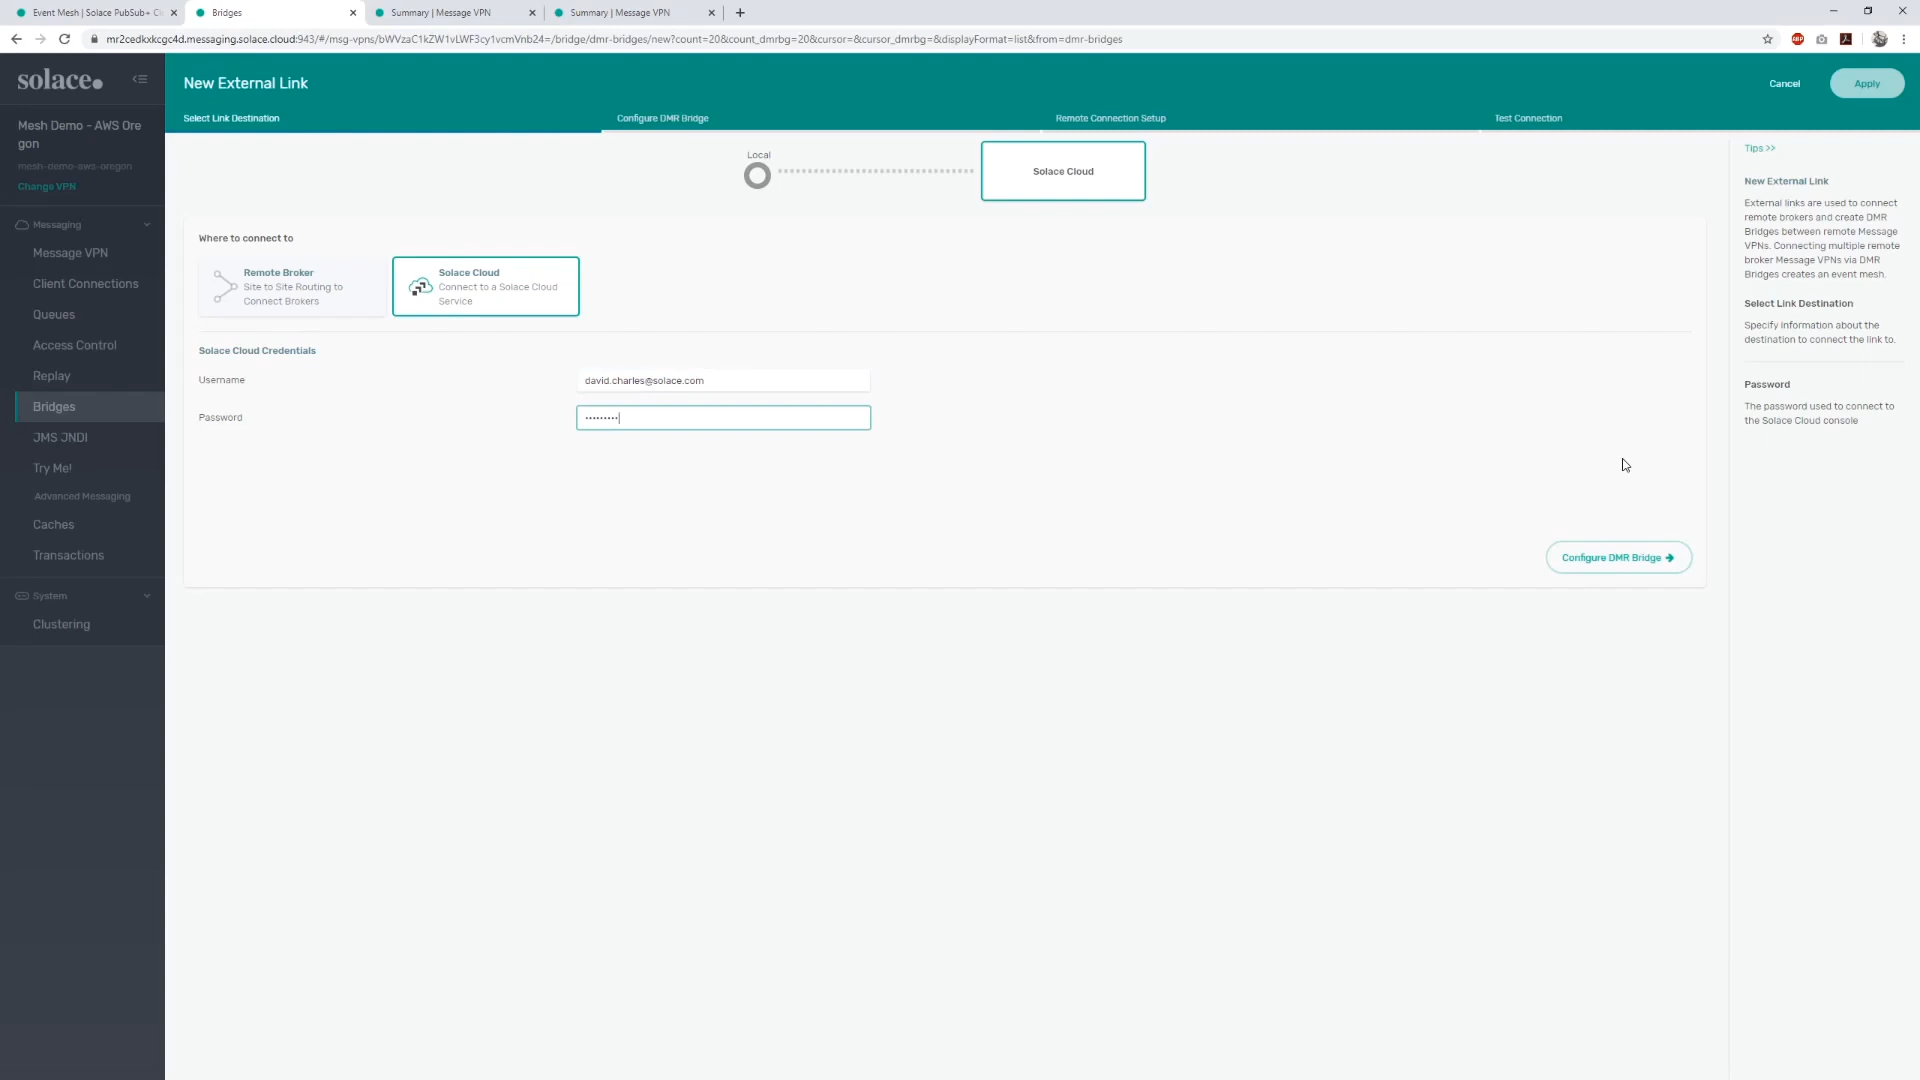 Event Mesh | Solace PubSub+ Cl
Bridges
Summary | Message VPN
Summary | Message VPN
mr2cedkxkcgc4d.messaging.solace.cloud:943/#/msg-vpns/bWVzaC1kZW1vLWF3cy1vcmVnb24=/bridge/dmr-bridges/new?count=20&count_dmrbg=20&cursor=&cursor_dmrbg=&displayFormat=list&from=dmr-bridges
ABP
solace.
Mesh Demo - AWS Ore
gon
mesh-demo-aws-oregon
Change VPN
Messaging
Message VPN
Client Connections
Queues
Access Control
Replay
Bridges
JMS JNDI
Try Me!
Advanced Messaging
Caches
Transactions
System
Clustering
New External Link
Cancel
Apply
Select Link Destination
Configure DMR Bridge
Remote Connection Setup
Test Connection
Local
Solace Cloud
Where to connect to
Remote Broker
Site to Site Routing to
Connect Brokers
Solace Cloud
Connect to a Solace Cloud
Service
Solace Cloud Credentials
Username
david.charles@solace.com
Password
•••••••••
Configure DMR Bridge →
Tips >>
New External Link
External links are used to connect
remote brokers and create DMR
Bridges between remote Message
VPNs. Connecting multiple remote
broker Message VPNs via DMR
Bridges creates an event mesh.
Select Link Destination
Specify information about the
destination to connect the link to.
Password
The password used to connect to
the Solace Cloud console